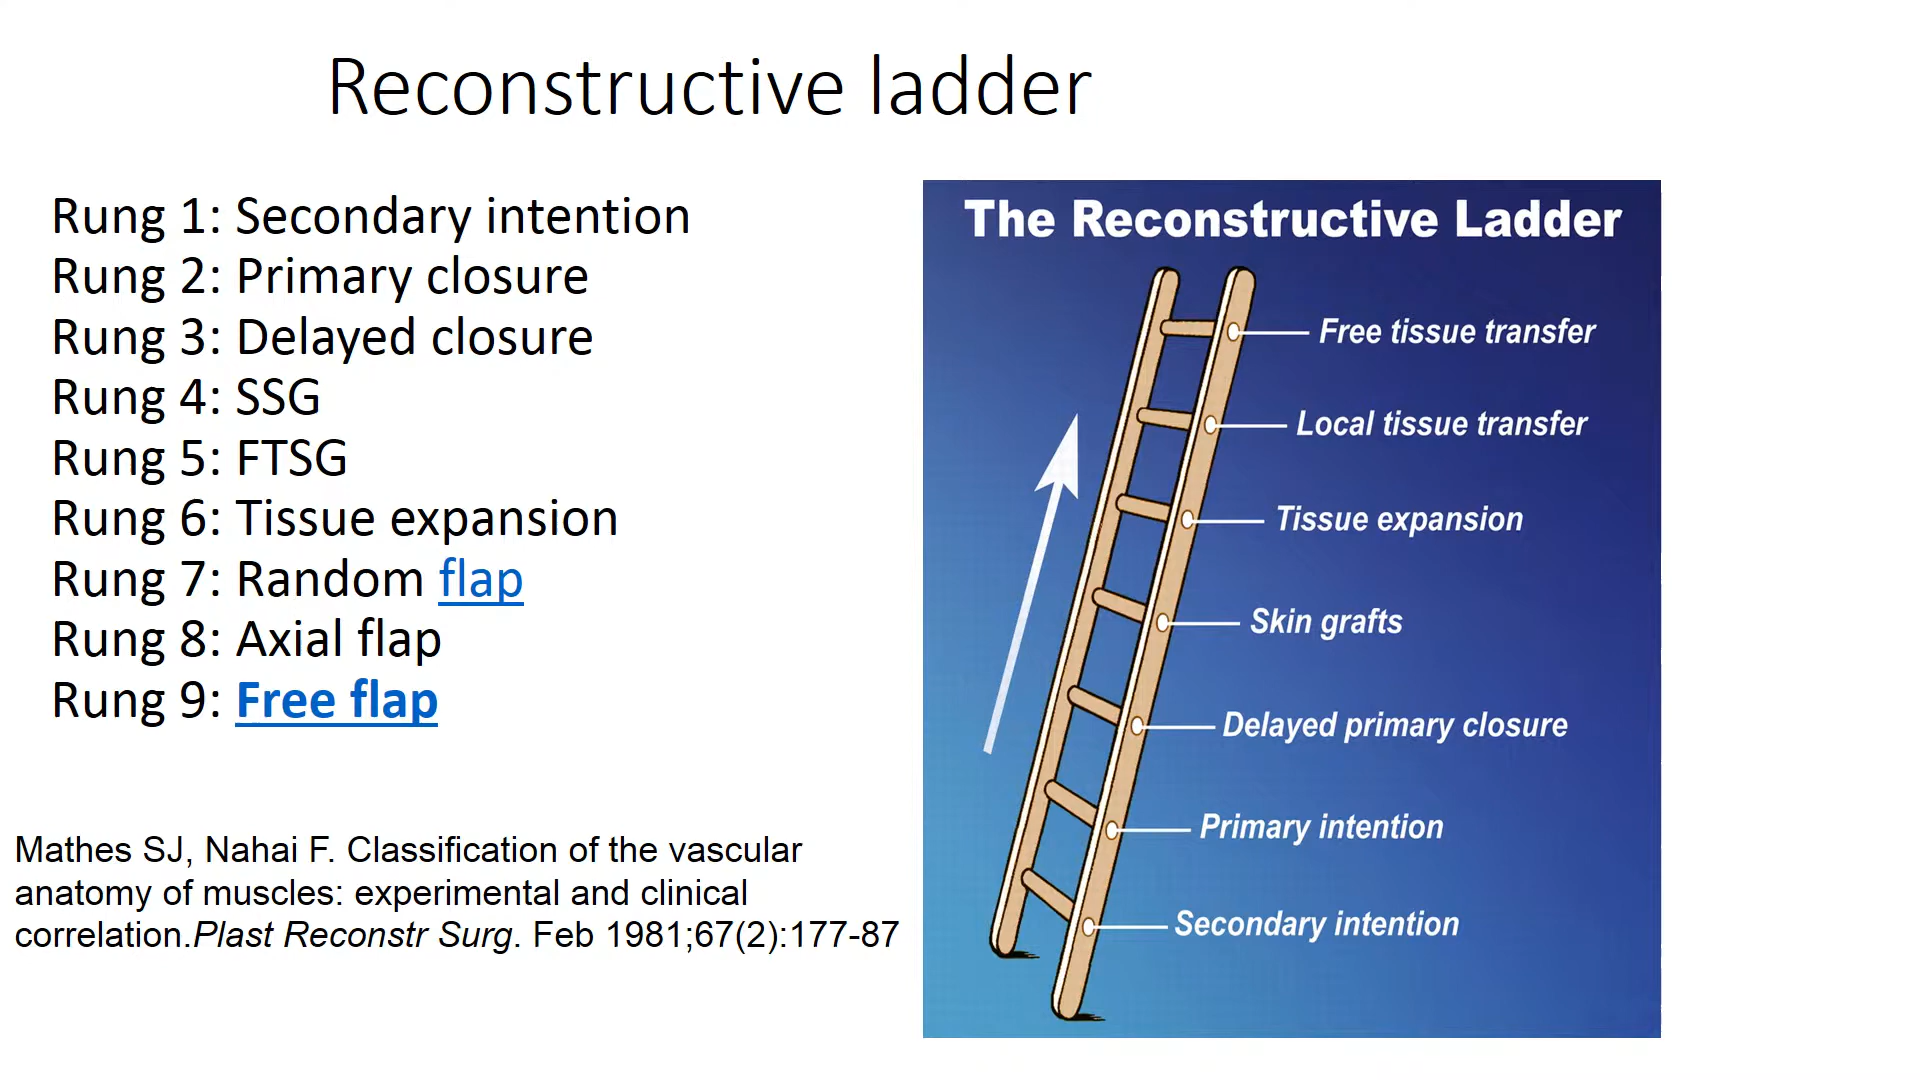 Reconstructive ladder
Rung 1: Secondary intention
Rung 2: Primary closure
Rung 3: Delayed closure
Rung 4: SSG
Rung 5: FTSG
Rung 6: Tissue expansion
Rung 7: Random flap
Rung 8: Axial flap
Rung 9: Free flap
Mathes SJ, Nahai F. Classification of the vascular
anatomy of muscles: experimental and clinical
correlation.Plast Reconstr Surg. Feb 1981;67(2):177-87
The Reconstructive Ladder
Free tissue transfer
Local tissue transfer
Tissue expansion
Skin grafts
Delayed primary closure
Primary intention
Secondary intention